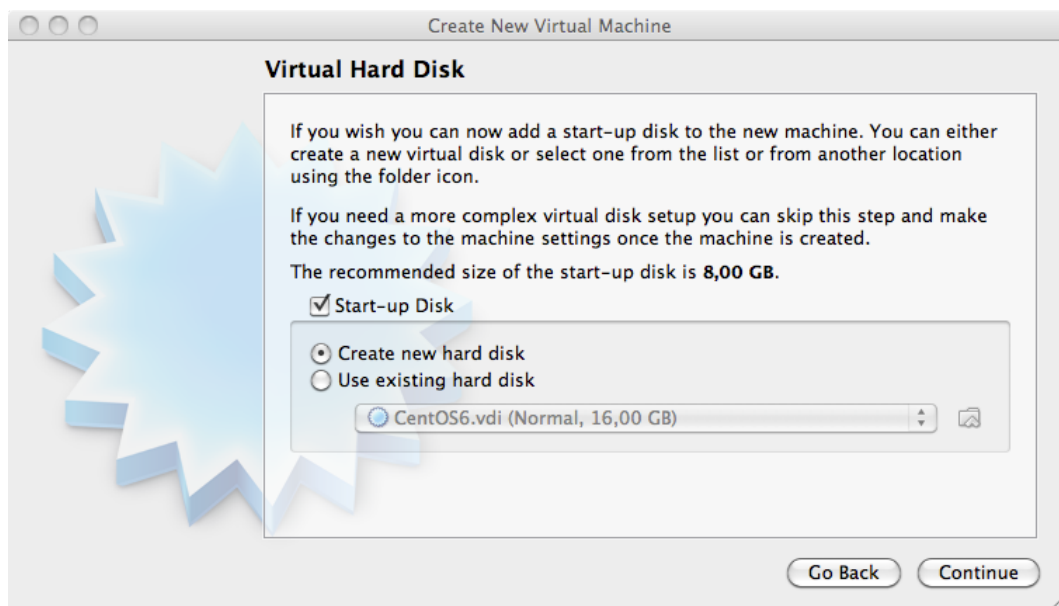 Create New Virtual Machine
Virtual Hard Disk
If you wish you can now add a start-up disk to the new machine. You can either
create a new virtual disk or select one from the list or from another location
using the folder icon.
If you need a more complex virtual disk setup you can skip this step and make
the changes to the machine settings once the machine is created.
The recommended size of the start-up disk is 8,00 GB.
Start-up Disk
Create new hard disk
Use existing hard disk
CentOS6.vdi (Normal, 16,00 GB)
Go Back
Continue